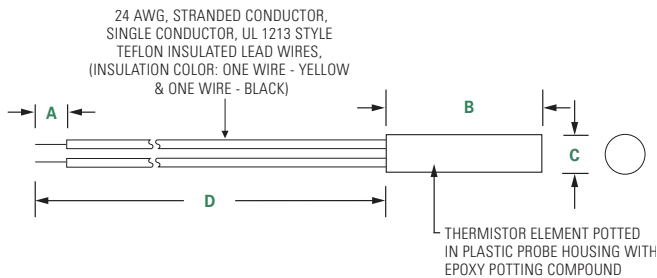 24 AWG, STRANDED CONDUCTOR,
SINGLE CONDUCTOR, UL 1213 STYLE
TEFLON INSULATED LEAD WIRES,
(INSULATION COLOR: ONE WIRE - YELLOW
& ONE WIRE - BLACK)
A
B
C
D
THERMISTOR ELEMENT POTTED
IN PLASTIC PROBE HOUSING WITH
EPOXY POTTING COMPOUND